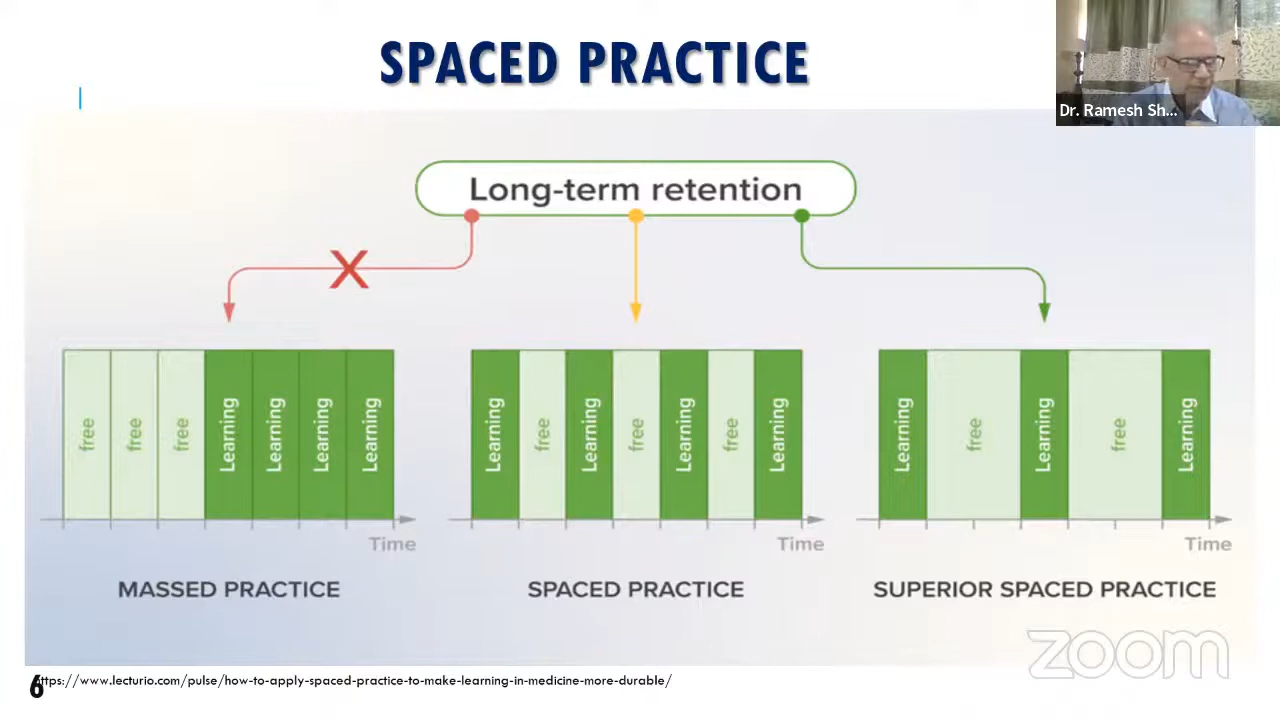 SPACED PRACTICE
Dr. Ramesh Sh...
Long-term retention
X
free
free
free
Learning
Learning
Learning
Learning
Time
MASSED PRACTICE
Learning
free
Learning
free
Learning
free
Learning
Time
SPACED PRACTICE
Learning
free
Learning
free
Learning
Time
SUPERIOR SPACED PRACTICE
zoom
6
https://www.lecturio.com/pulse/how-to-apply-spaced-practice-to-make-learning-in-medicine-more-durable/